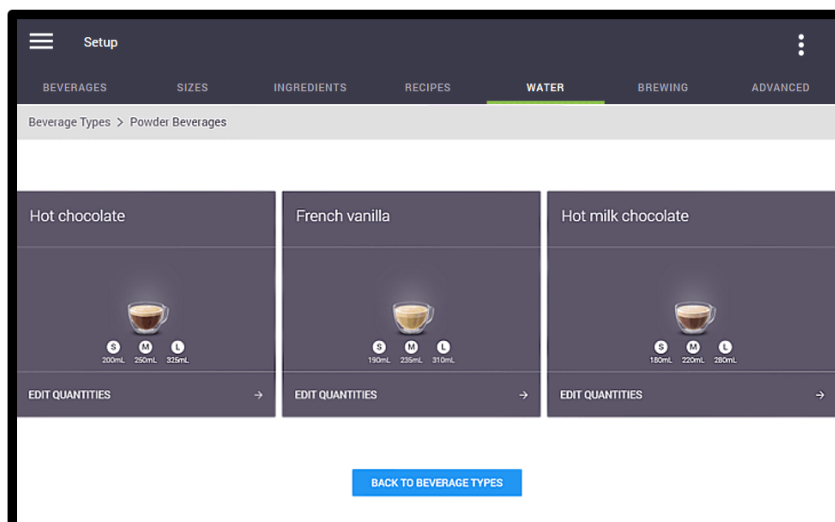 Setup
BEVERAGES SIZES INGREDIENTS RECIPES WATER BREWING ADVANCED
Beverage Types > Powder Beverages
Hot chocolate French vanilla Hot milk chocolate
S M L S M L S M L
200mL 250mL 325mL 190mL 235mL 310mL 180mL 220mL 280mL
EDIT QUANTITIES → EDIT QUANTITIES → EDIT QUANTITIES →
BACK TO BEVERAGE TYPES